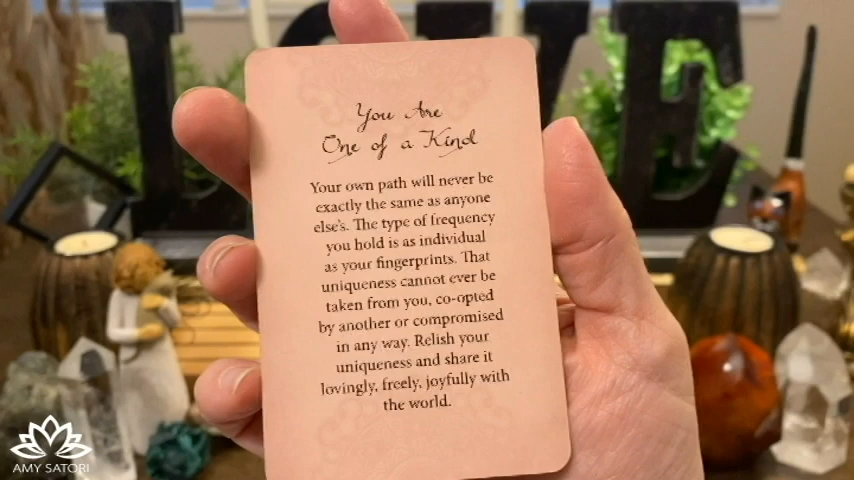 LOVE
You Are
One of a Kind
Your own path will never be
exactly the same as anyone
else's. The type of frequency
you hold is as individual
as your fingerprints. That
uniqueness cannot ever be
taken from you, co-opted
by another or compromised
in any way. Relish your
uniqueness and share it
lovingly, freely, joyfully with
the world.
AMY SATORI